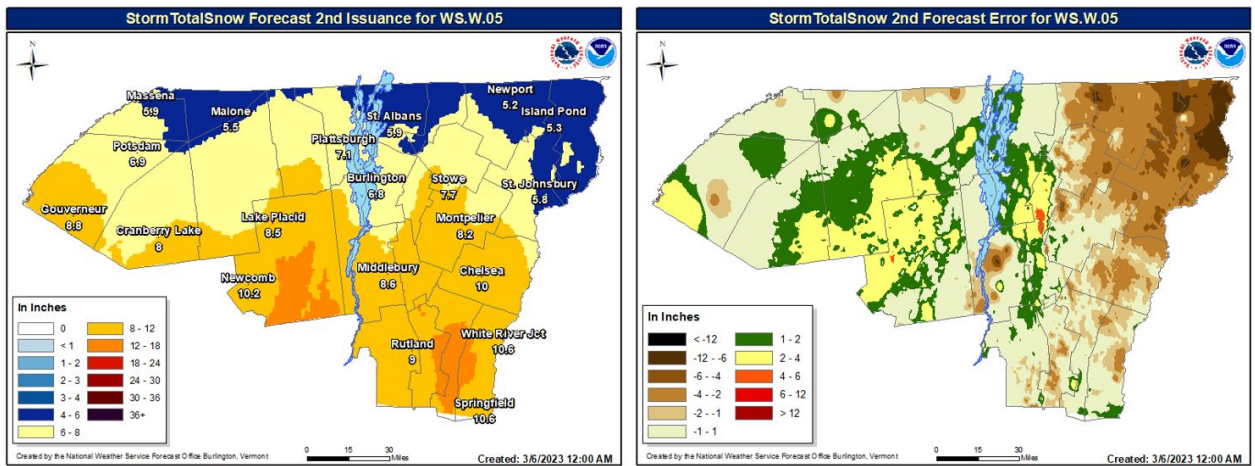 StormTotalSnow Forecast 2nd Issuance for WS.W.05
N
Massena
5.9
Malone
5.5
Potsdam
6.9
Plattsburgh
7.1
St. Albans
5.9
Newport
5.2
Island Pond
5.3
Burlington
6.8
Stowe
7.7
St. Johnsbury
5.8
Gouverneur
8.8
Cranberry Lake
8
Lake Placid
8.5
Montpelier
8.2
Newcomb
10.2
Middlebury
8.6
Chelsea
10
Rutland
9
White River Jct
10.6
Springfield
10.6
In Inches
0
< 1
1 - 2
2 - 3
3 - 4
4 - 6
6 - 8
8 - 12
12 - 18
18 - 24
24 - 30
30 - 36
36+
0 15 30
Miles
Created by the National Weather Service Forecast Office Burlington, Vermont
Created: 3/6/2023 12:00 AM
StormTotalSnow 2nd Forecast Error for WS.W.05
N
In Inches
< -12
-12 - -6
-6 - -4
-4 - -2
-2 - -1
-1 - 1
1 - 2
2 - 4
4 - 6
6 - 12
> 12
0 15 30
Miles
Created by the National Weather Service Forecast Office Burlington, Vermont
Created: 3/6/2023 12:00 AM